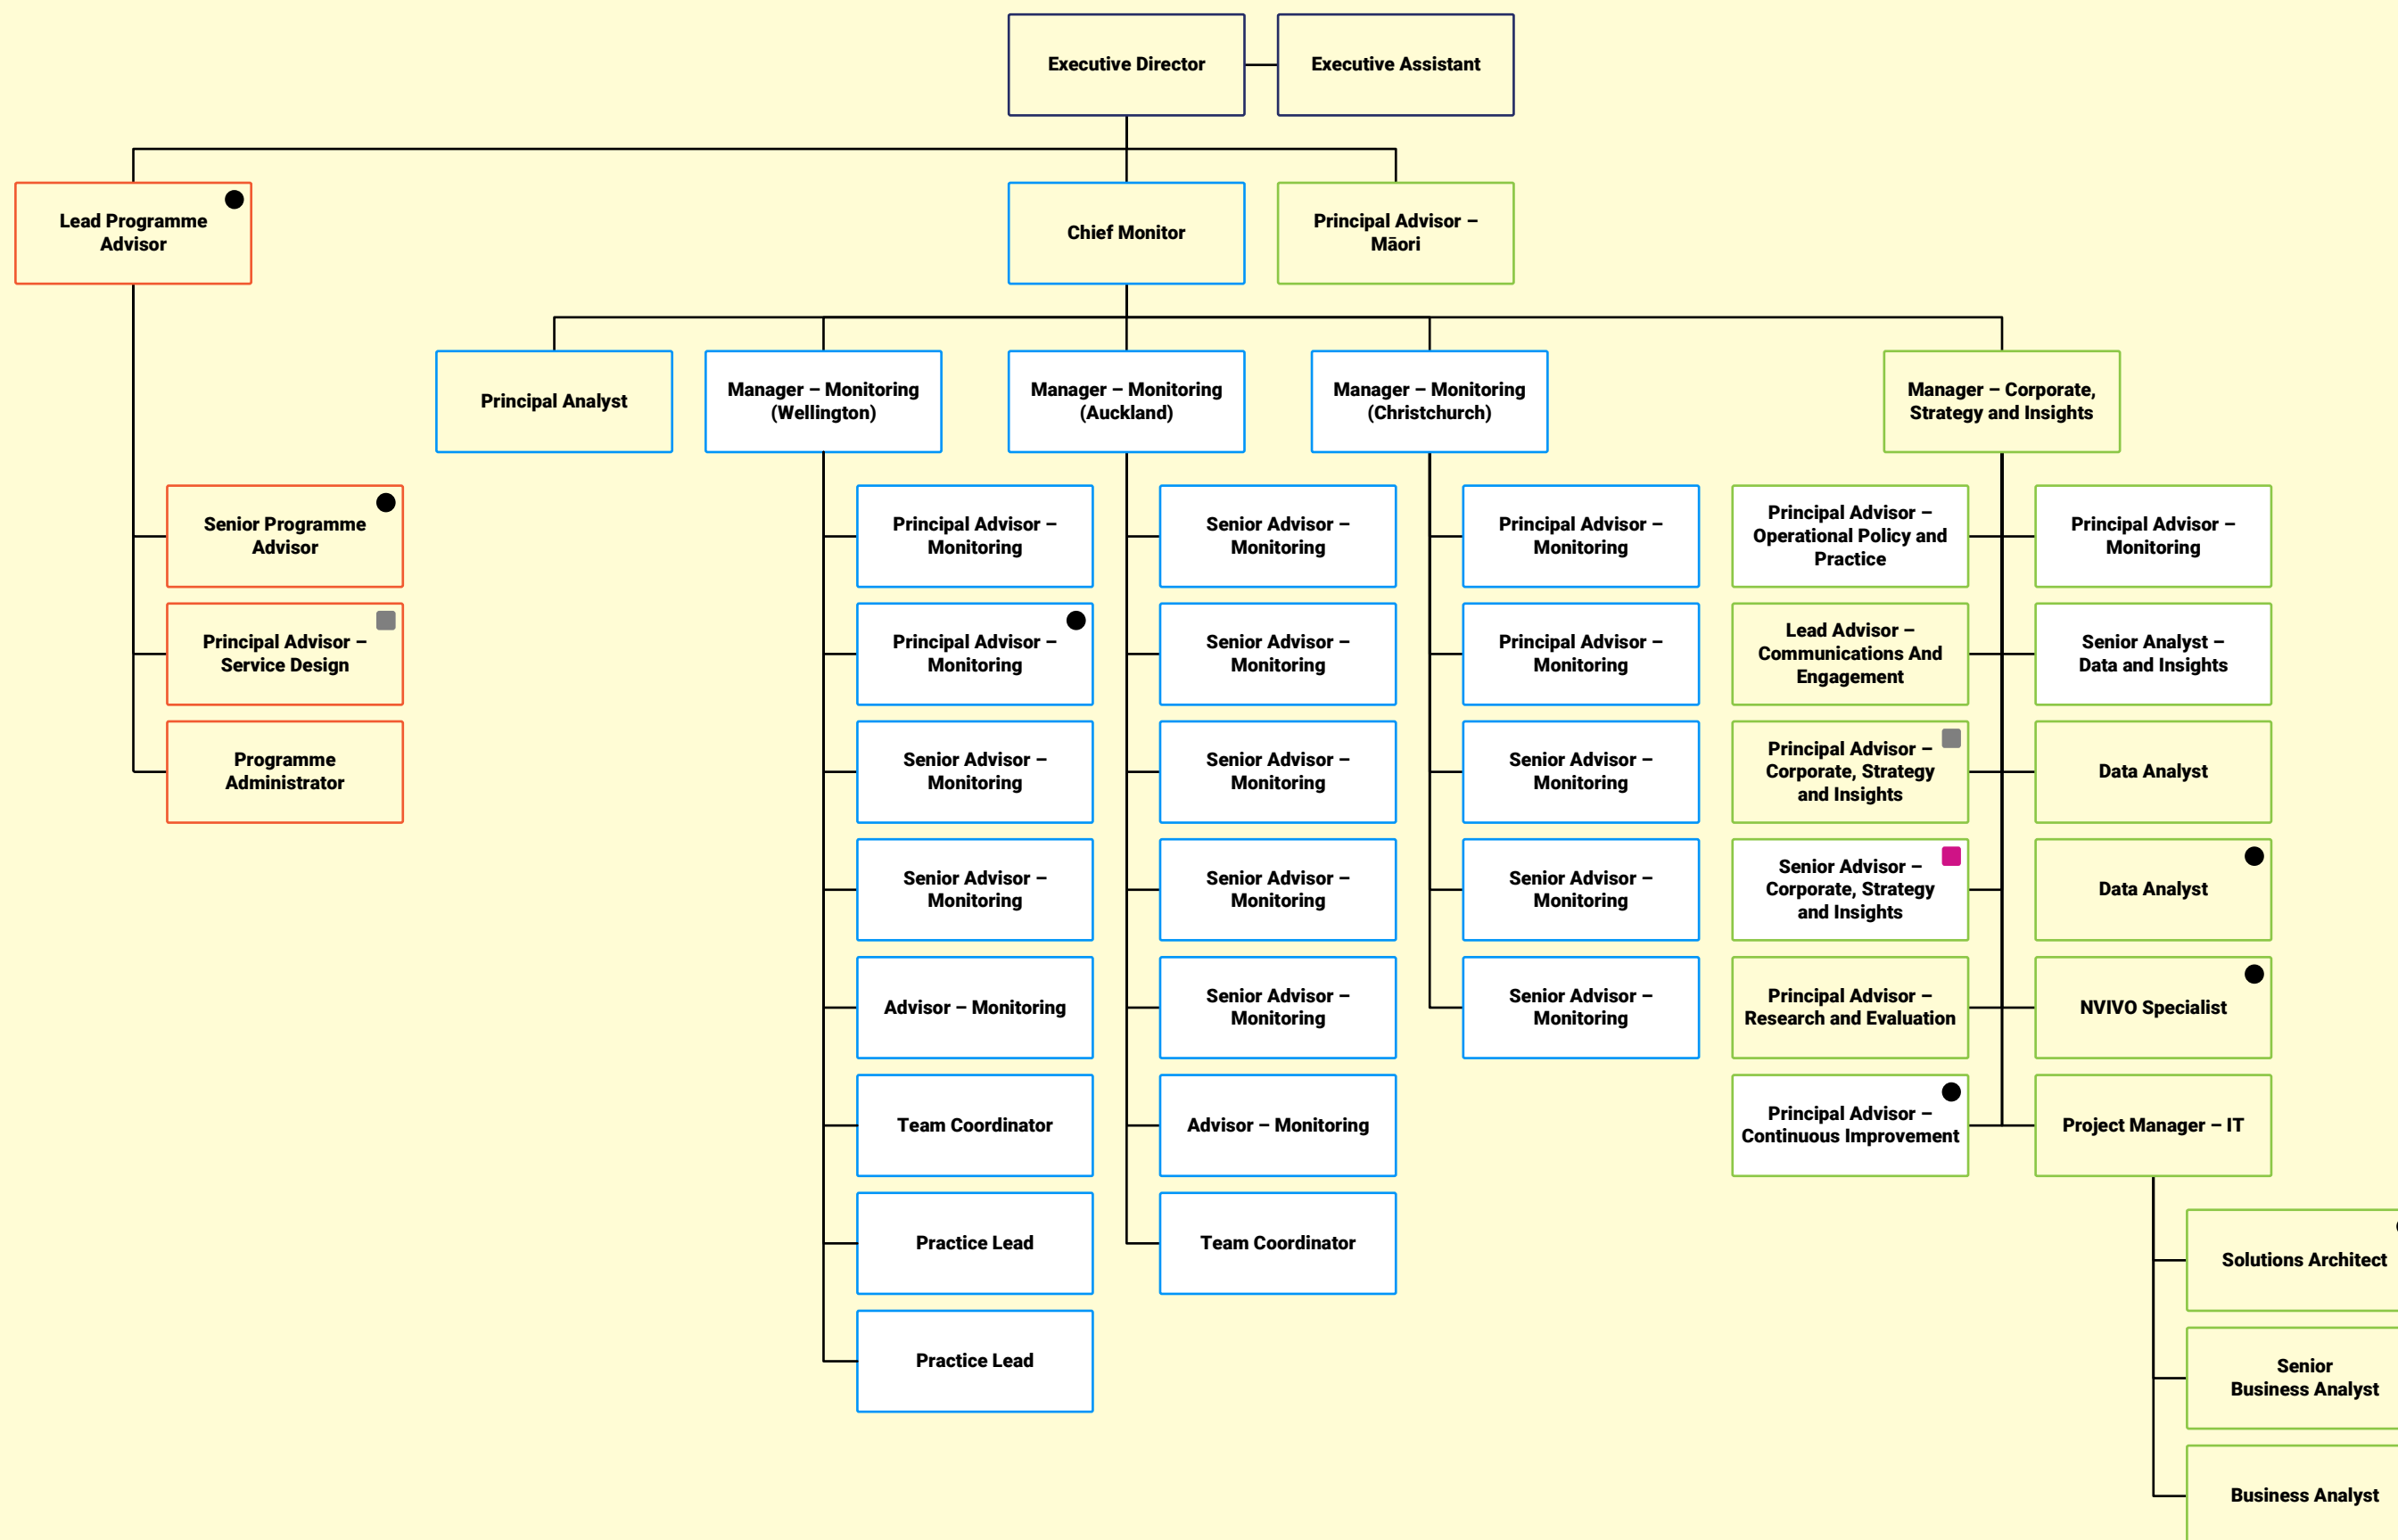 Executive Director
Executive Assistant
Lead Programme
Advisor
Chief Monitor
Principal Advisor –
Māori
Principal Analyst
Manager – Monitoring
(Wellington)
Manager – Monitoring
(Auckland)
Manager – Monitoring
(Christchurch)
Manager – Corporate,
Strategy and Insights
Senior Programme
Advisor
Principal Advisor –
Service Design
Programme
Administrator
Principal Advisor –
Monitoring
Principal Advisor –
Monitoring
Senior Advisor –
Monitoring
Senior Advisor –
Monitoring
Advisor – Monitoring
Team Coordinator
Practice Lead
Practice Lead
Senior Advisor –
Monitoring
Senior Advisor –
Monitoring
Senior Advisor –
Monitoring
Senior Advisor –
Monitoring
Senior Advisor –
Monitoring
Advisor – Monitoring
Team Coordinator
Principal Advisor –
Monitoring
Principal Advisor –
Monitoring
Senior Advisor –
Monitoring
Senior Advisor –
Monitoring
Senior Advisor –
Monitoring
Principal Advisor –
Operational Policy and
Practice
Lead Advisor –
Communications And
Engagement
Principal Advisor –
Corporate, Strategy
and Insights
Senior Advisor –
Corporate, Strategy
and Insights
Principal Advisor –
Research and Evaluation
Principal Advisor –
Continuous Improvement
Principal Advisor –
Monitoring
Senior Analyst –
Data and Insights
Data Analyst
Data Analyst
NVIVO Specialist
Project Manager – IT
Solutions Architect
Senior
Business Analyst
Business Analyst